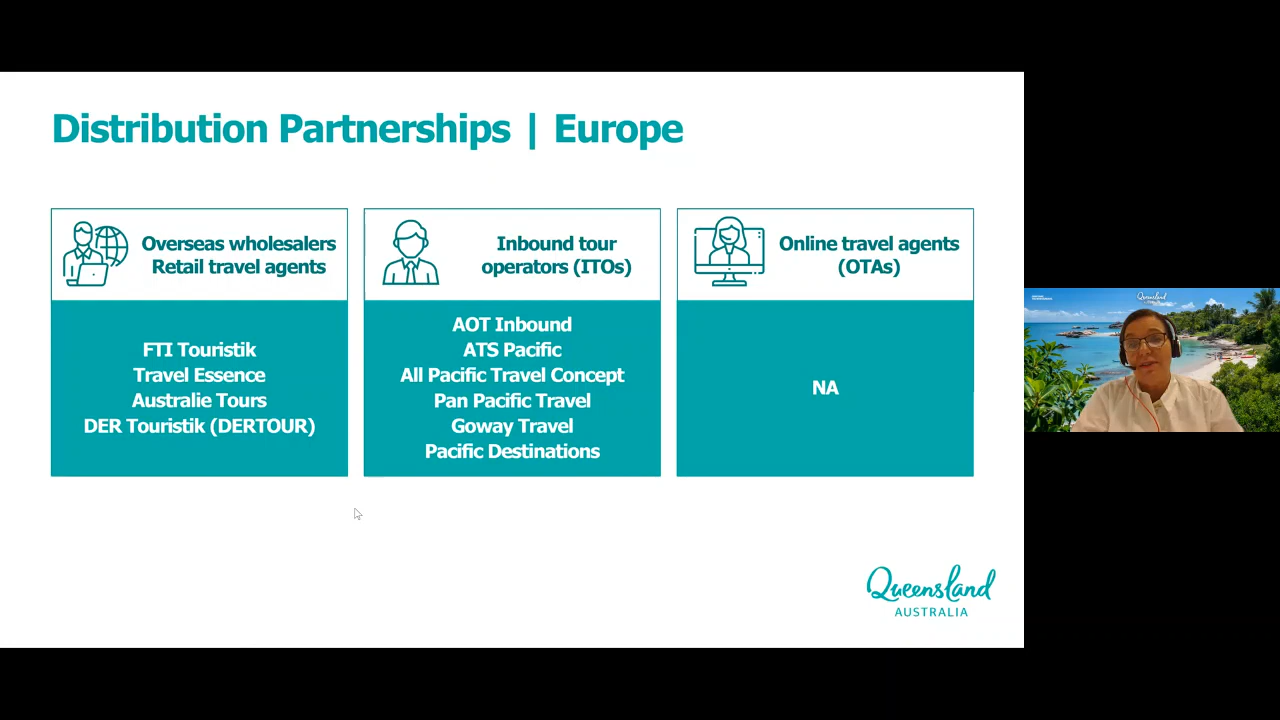 Distribution Partnerships | Europe
Overseas wholesalers
Retail travel agents
FTI Touristik
Travel Essence
Australie Tours
DER Touristik (DERTOUR)
Inbound tour
operators (ITOs)
AOT Inbound
ATS Pacific
All Pacific Travel Concept
Pan Pacific Travel
Goway Travel
Pacific Destinations
Online travel agents
(OTAs)
NA
Queensland
AUSTRALIA
Queensland